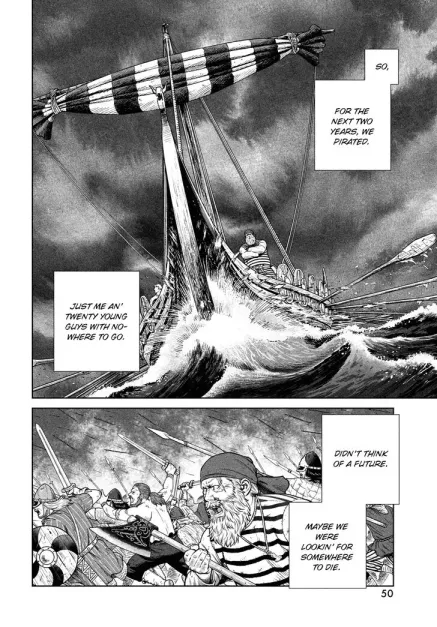 SO,
FOR THE
NEXT TWO
YEARS, WE
PIRATED.
JUST ME AN'
TWENTY YOUNG
GUYS WITH NO-
WHERE TO GO.
DIDN'T THINK
OF A FUTURE.
MAYBE WE
WERE
LOOKIN' FOR
SOMEWHERE
TO DIE.
50